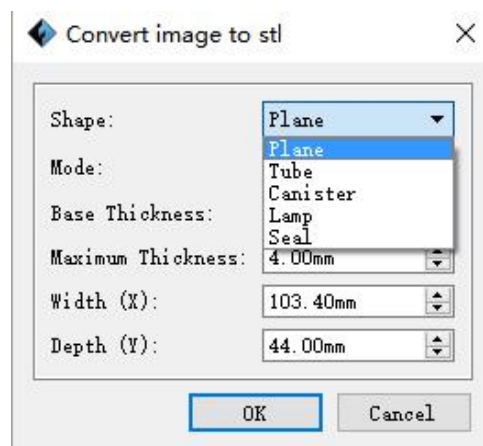 Convert image to stl
Shape: Plane
Plane
Mode:
Tube
Canister
Base Thickness:
Lamp
Seal
Maximum Thickness: 4.00mm
Width (X): 103.40mm
Depth (Y): 44.00mm
OK Cancel